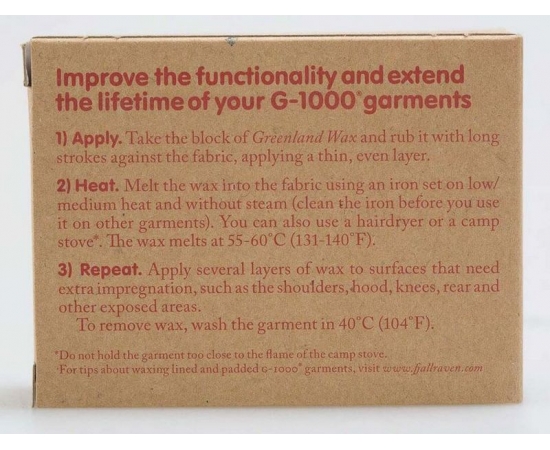 Improve the functionality and extend
the lifetime of your G-1000® garments
1) Apply. Take the block of Greenland Wax and rub it with long
strokes against the fabric, applying a thin, even layer.
2) Heat. Melt the wax into the fabric using an iron set on low/
medium heat and without steam (clean the iron before you use
it on other garments). You can also use a hairdryer or a camp
stove*. The wax melts at 55-60°C (131-140°F).
3) Repeat. Apply several layers of wax to surfaces that need
extra impregnation, such as the shoulders, hood, knees, rear and
other exposed areas.
To remove wax, wash the garment in 40°C (104°F).
*Do not hold the garment too close to the flame of the camp stove.
·For tips about waxing lined and padded G-1000® garments, visit www.fjallraven.com